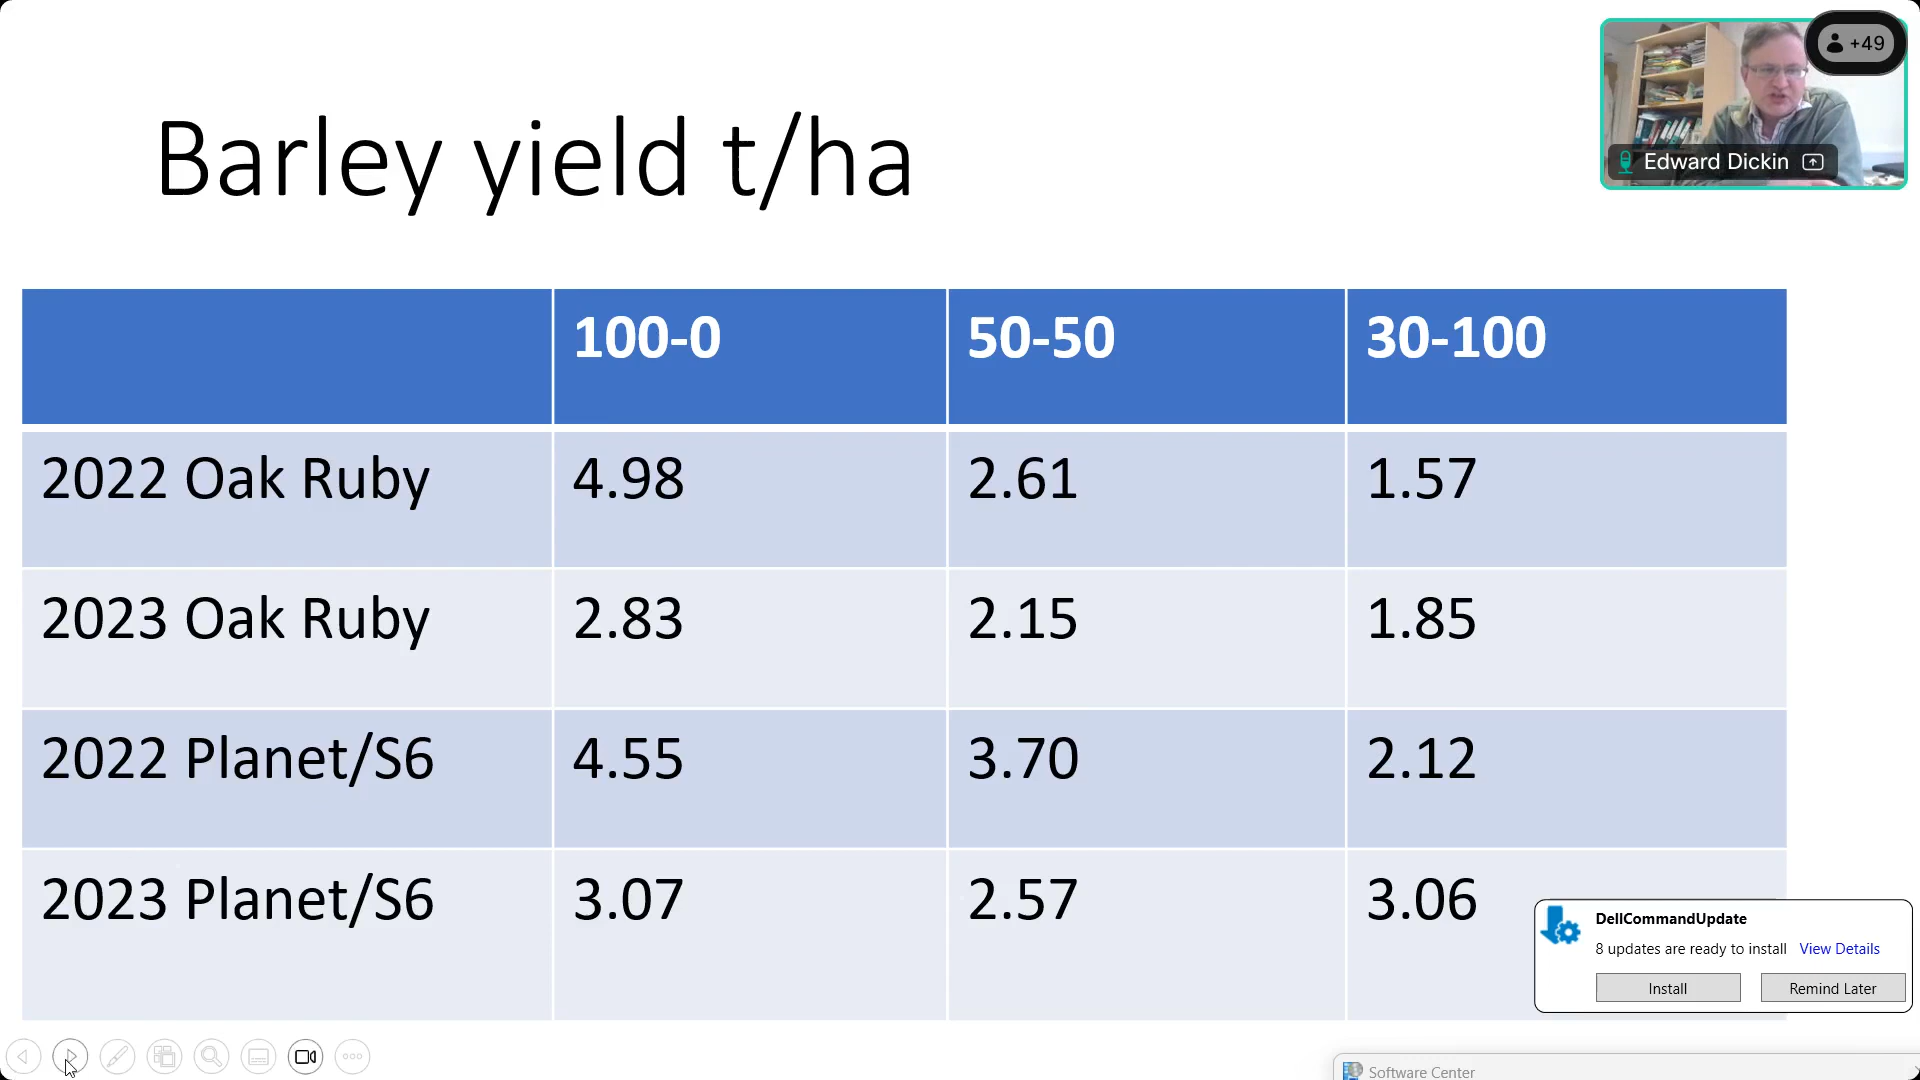 +49
Edward Dickin
Barley yield t/ha
100-0 50-50 30-100
2022 Oak Ruby 4.98 2.61 1.57
2023 Oak Ruby 2.83 2.15 1.85
2022 Planet/S6 4.55 3.70 2.12
2023 Planet/S6 3.07 2.57 3.06
DellCommandUpdate
8 updates are ready to install View Details
Install Remind Later
Software Center